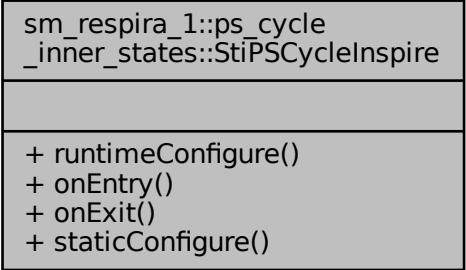 sm_respira_1::ps_cycle
_inner_states::StiPSCycleInspire
+ runtimeConfigure()
+ onEntry()
+ onExit()
+ staticConfigure()